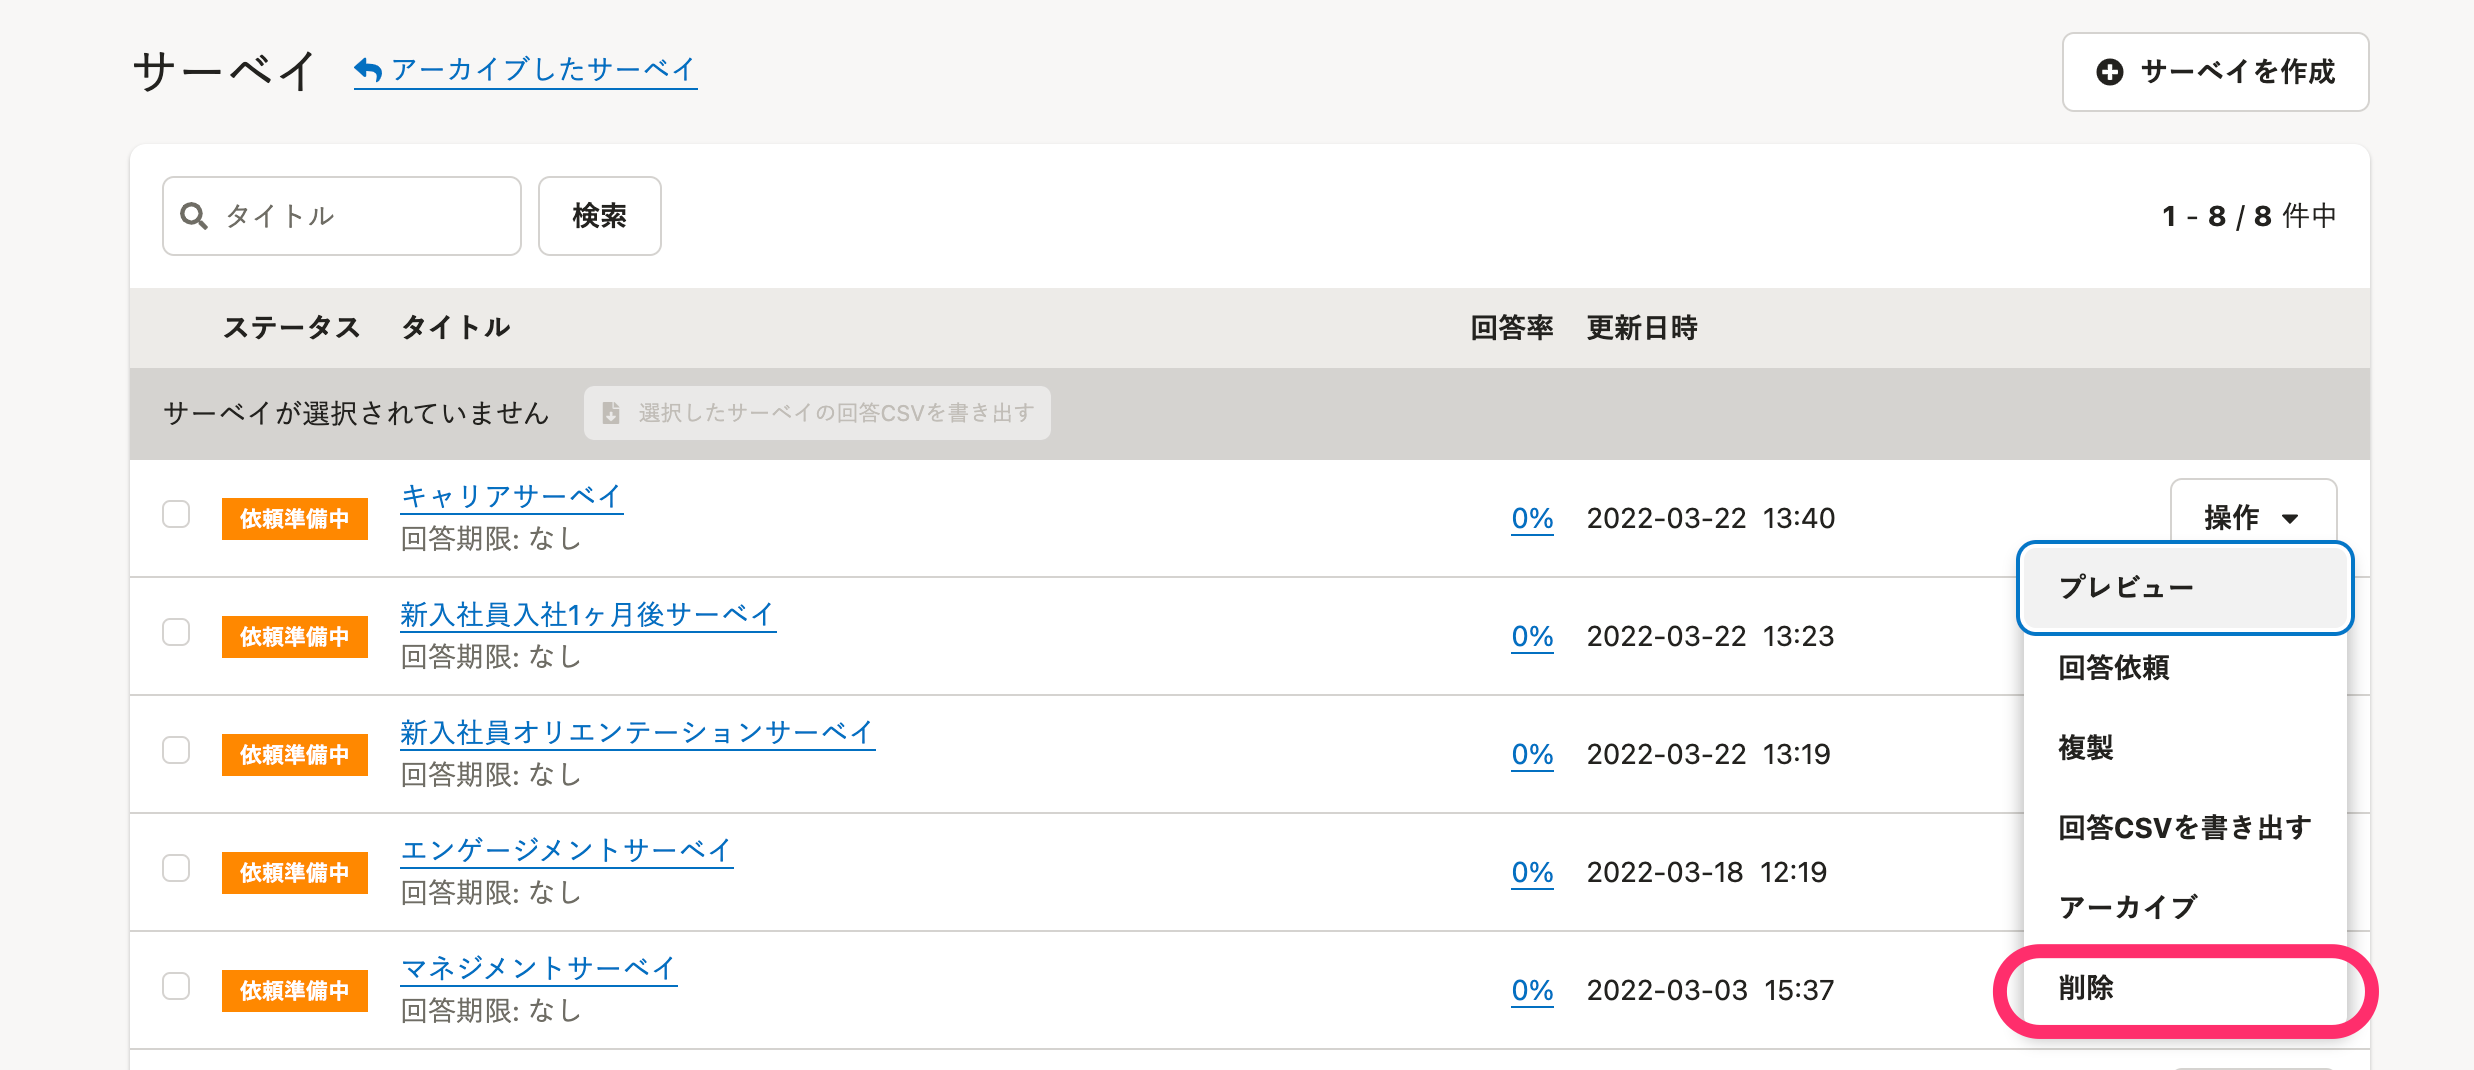 サーベイ アーカイブしたサーベイ サーベイを作成
タイトル 検索 1 - 8 / 8 件中
ステータス タイトル 回答率 更新日時
サーベイが選択されていません 選択したサーベイの回答CSVを書き出す
依頼準備中 キャリアサーベイ 0% 2022-03-22 13:40 操作
回答期限: なし
プレビュー
依頼準備中 新入社員入社1ヶ月後サーベイ 0% 2022-03-22 13:23
回答期限: なし
回答依頼
依頼準備中 新入社員オリエンテーションサーベイ 0% 2022-03-22 13:19
回答期限: なし
複製
回答CSVを書き出す
依頼準備中 エンゲージメントサーベイ 0% 2022-03-18 12:19
回答期限: なし
アーカイブ
依頼準備中 マネジメントサーベイ 0% 2022-03-03 15:37
回答期限: なし
削除